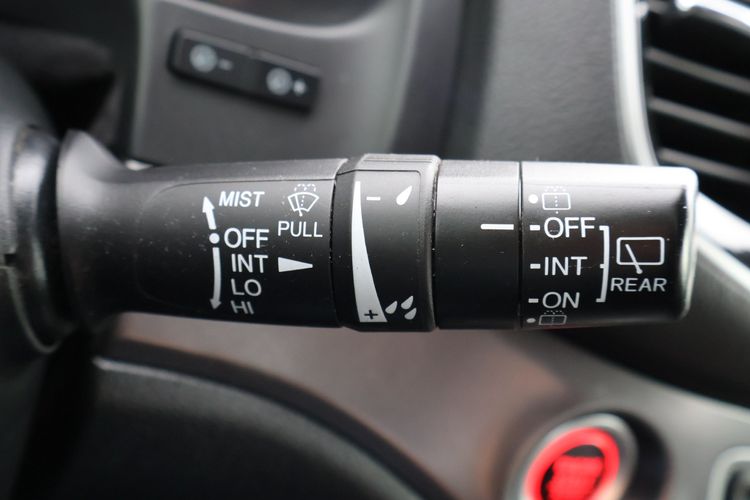 MIST
PULL
OFF
INT
LO
HI
-
+
OFF
INT
ON
REAR